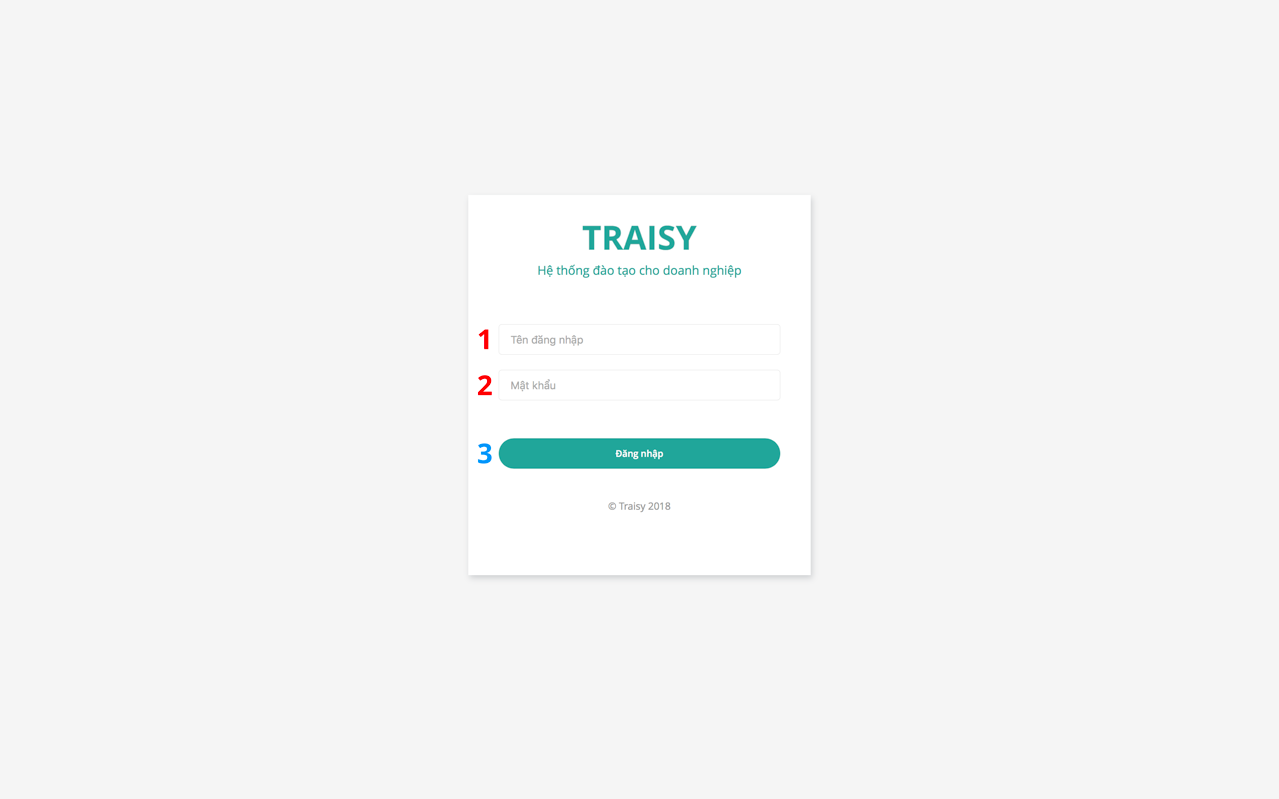 TRAISY
Hệ thống đào tạo cho doanh nghiệp
1 Tên đăng nhập
2 Mật khẩu
3 Đăng nhập
© Traisy 2018